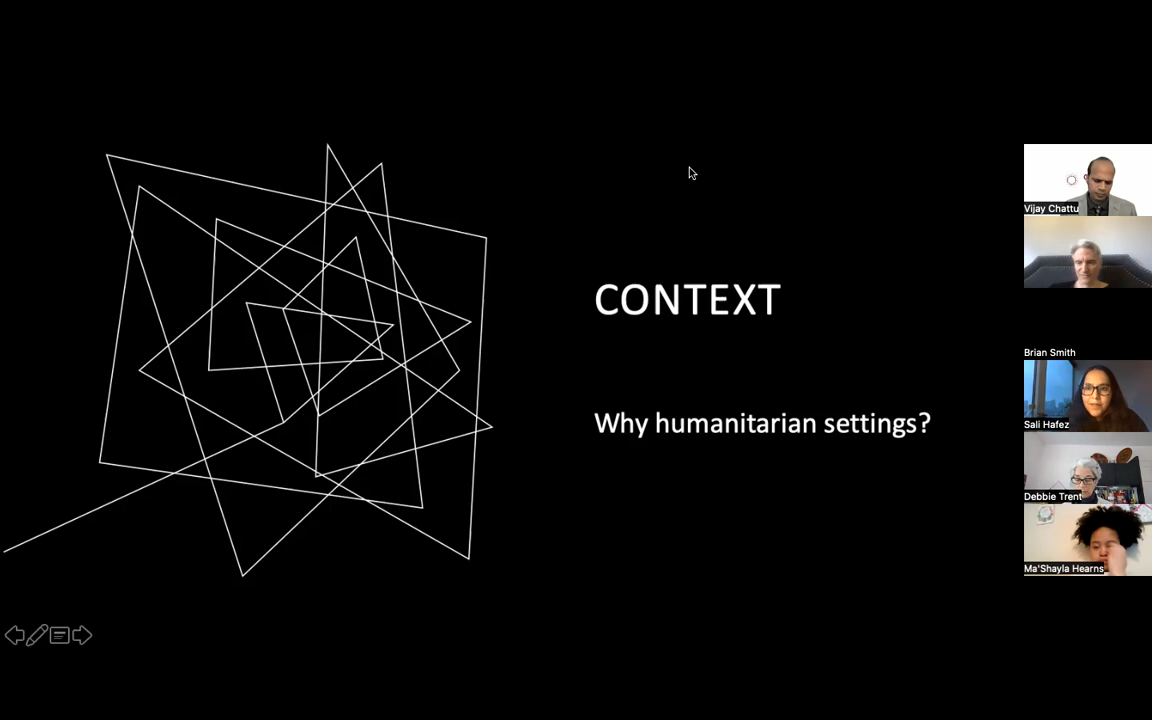 CONTEXT
Why humanitarian settings?
Vijay Chattu
Brian Smith
Sali Hafez
Debbie Trent
Ma'Shayla Hearns